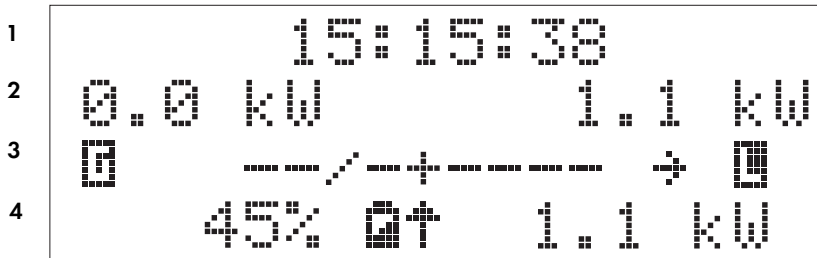 1 15:15:38
2 0.0 kW 1.1 kW
3 --/-+---- →
4 45% ↑ 1.1 kW